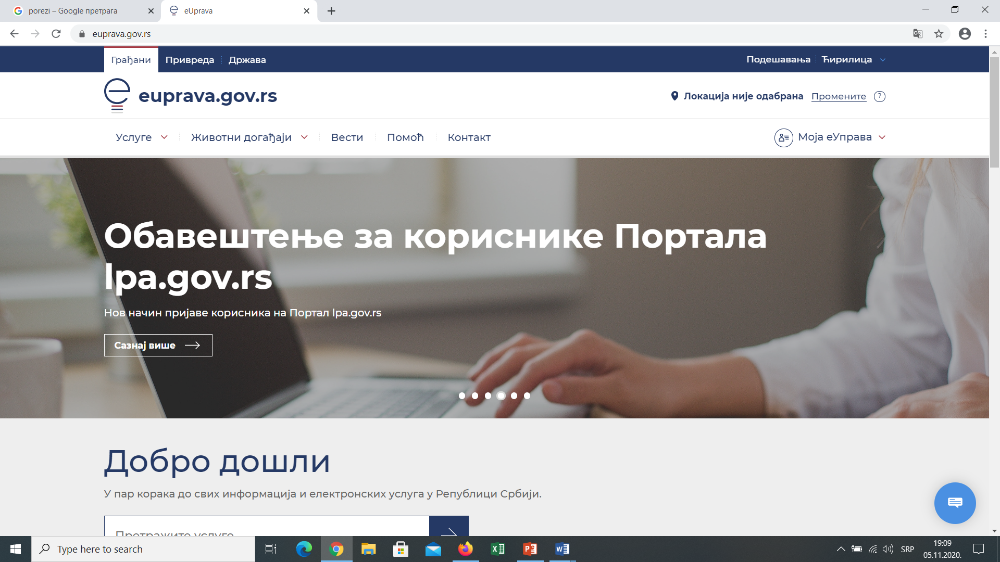 porezi – Google претрага
eUprava
euprava.gov.rs
Грађани
Привреда
Држава
Подешавања
Ћирилица
euprava.gov.rs
Локација није одабрана
Промените
?
Услуге
Животни догађаји
Вести
Помоћ
Контакт
Моја еУправа
Обавештење за кориснике Портала
lpa.gov.rs
Нов начин пријаве корисника на Портал lpa.gov.rs
Сазнај више
Добро дошли
У пар корака до свих информација и електронских услуга у Републици Србији.
Претражите услуге
Type here to search
SRP
19:09
05.11.2020.